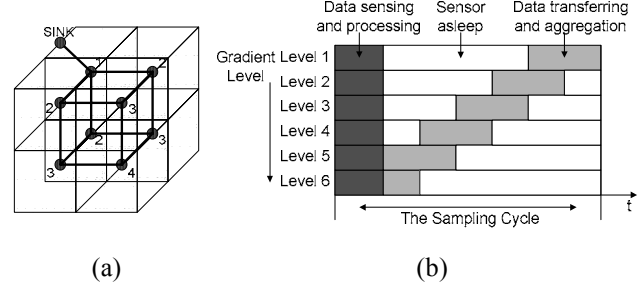 (a)
SINK
1
2
2
3
2
3
3
4
(b)
Data sensing
and processing
Sensor
asleep
Data transferring
and aggregation
Gradient
Level
Level 1
Level 2
Level 3
Level 4
Level 5
Level 6
t
The Sampling Cycle